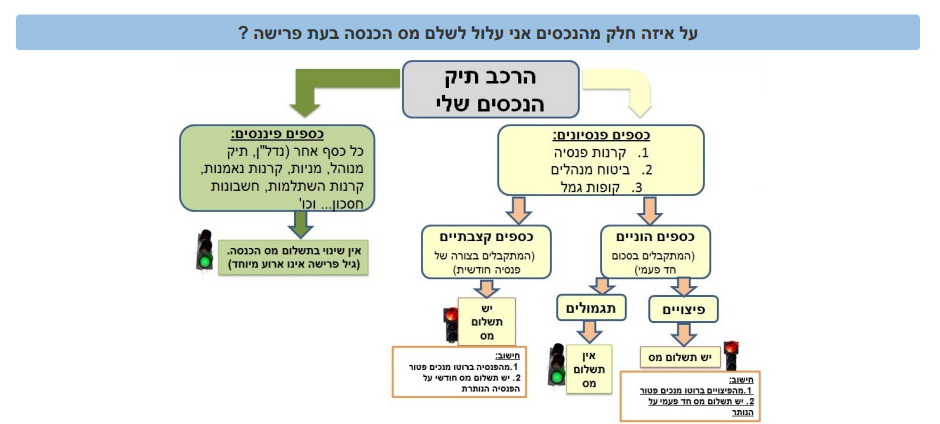 על איזה חלק מהנכסים אני עלול לשלם מס הכנסה בעת פרישה ?
הרכב תיק
הנכסים שלי
כספים פנסיונים:
1. קרנות פנסיה
2. ביטוח מנהלים
3. קופות גמל
כספים פיננסים:
כל כסף אחר (נדל"ן, תיק
מנוהל, מניות, קרנות נאמנות,
קרנות השתלמות, חשבונות
חסכון... וכו'
אין שינוי בתשלום מס הכנסה.
(גיל פרישה אינו ארוע מיוחד)
כספים הוניים
(המתקבלים בסכום
חד פעמי)
כספים קצבתיים
(המתקבלים בצורה של
פנסיה חודשית)
פיצויים
תגמולים
יש תשלום מס
חישוב:
1.מהפיצויים ברוטו מנכים פטור
2. יש תשלום מס חד פעמי על
הנותר
אין
תשלום
מס
יש
תשלום
מס
חישוב:
1.מהפנסיה ברוטו מנכים פטור
2. יש תשלום מס חודשי על
הפנסיה הנותרת